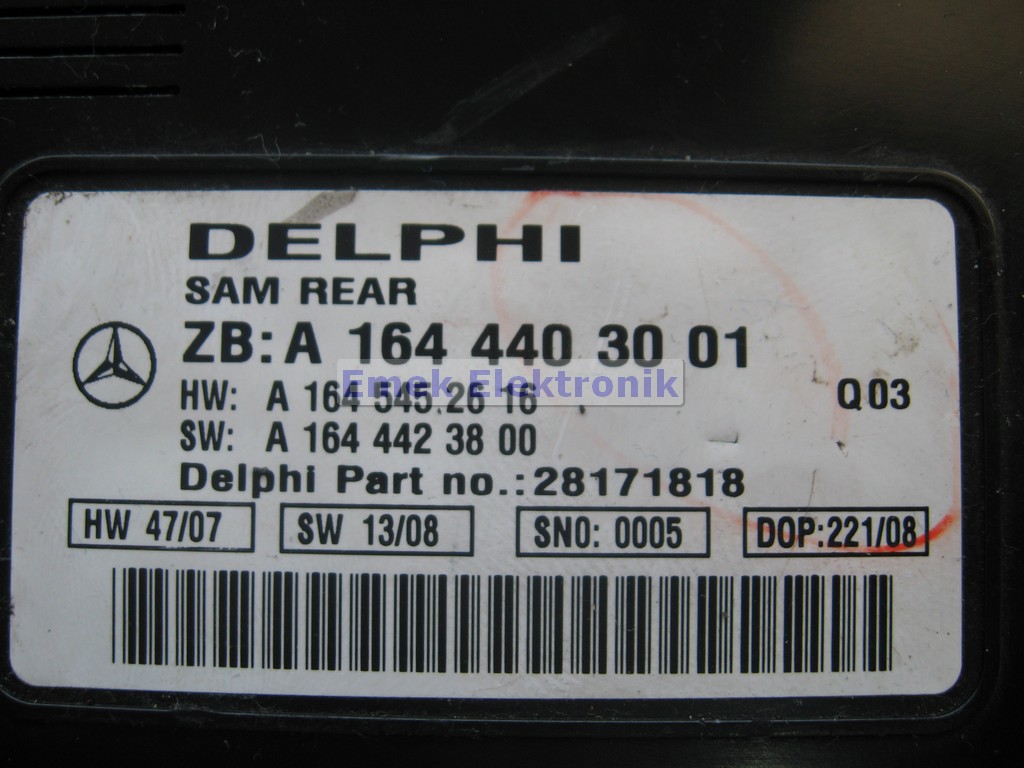 DELPHI
SAM REAR
ZB: A 164 440 30 01
Emek Elektronik
HW: A 164 545 26 16
Q03
SW: A 164 442 38 00
Delphi Part no.:28171818
HW 47/07
SW 13/08
SNO: 0005
DOP:221/08